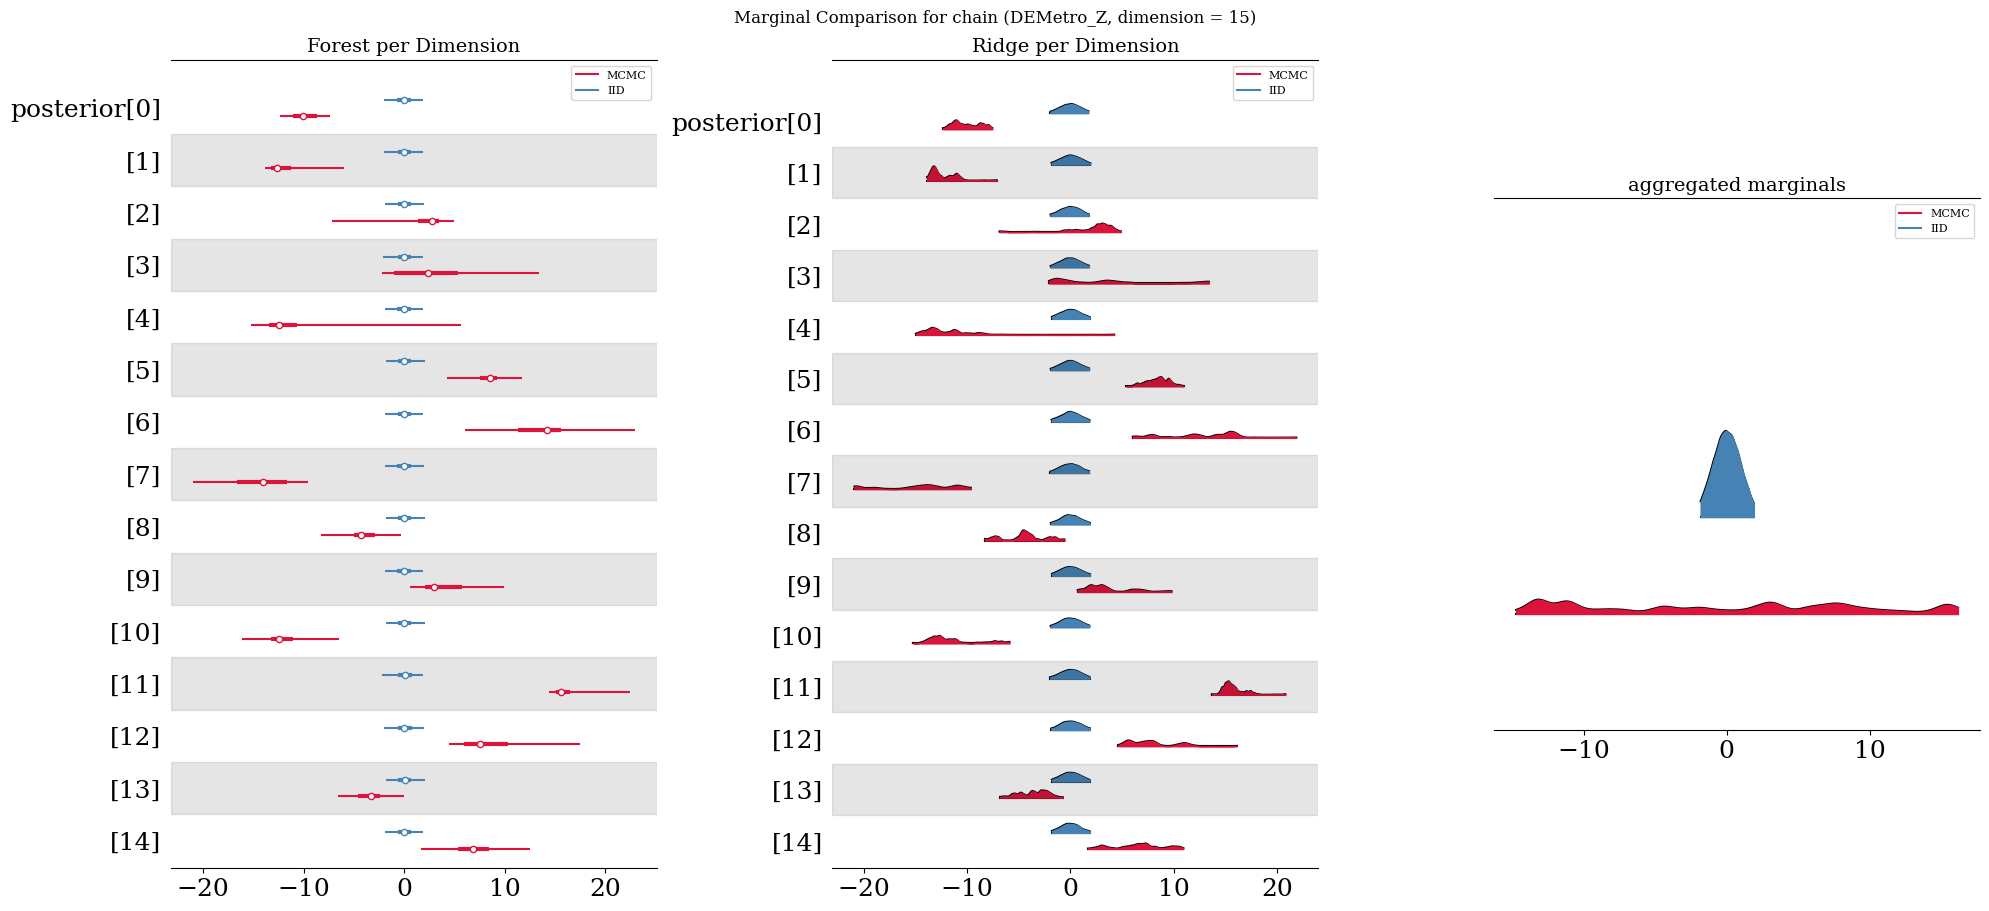 Marginal Comparison for chain (DEMetro_Z, dimension = 15)
Forest per Dimension
MCMC
IID
posterior[0]
[1]
[2]
[3]
[4]
[5]
[6]
[7]
[8]
[9]
[10]
[11]
[12]
[13]
[14]
−20 −10 0 10 20
Ridge per Dimension
MCMC
IID
posterior[0]
[1]
[2]
[3]
[4]
[5]
[6]
[7]
[8]
[9]
[10]
[11]
[12]
[13]
[14]
−20 −10 0 10 20
aggregated marginals
MCMC
IID
−10 0 10